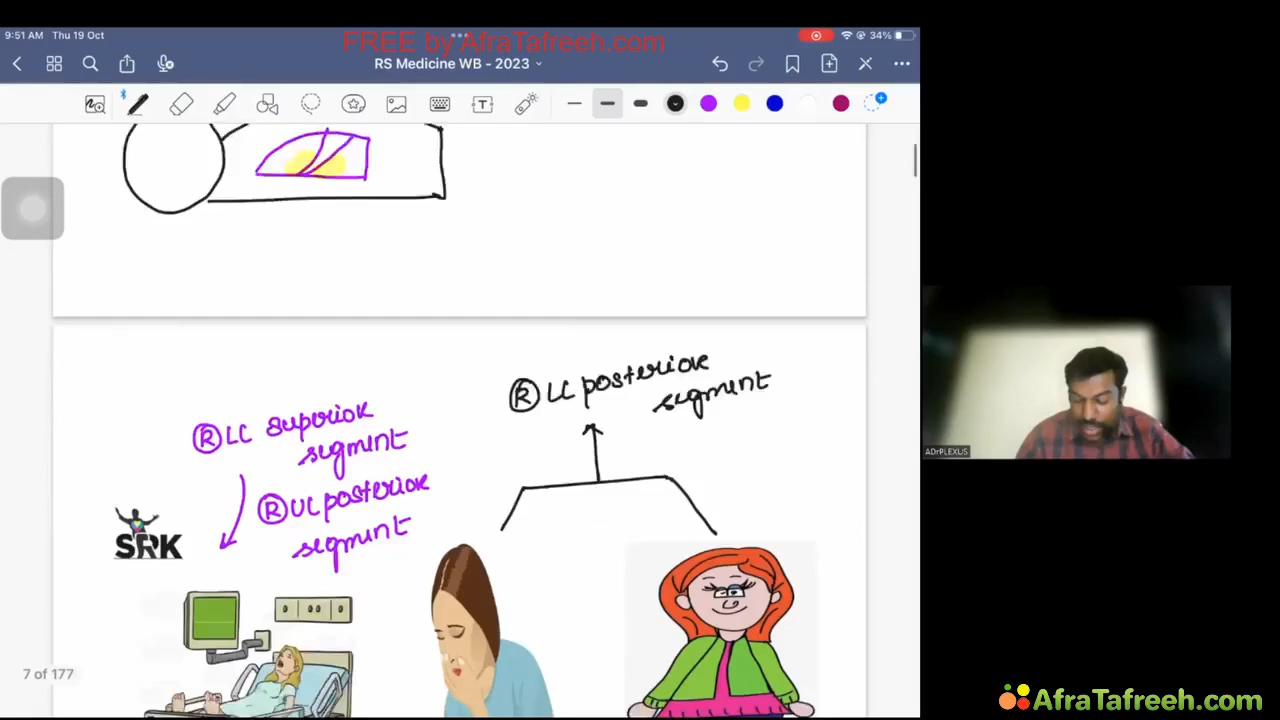 9:51 AM Thu 19 Oct
FREE by AfraTafreeh.com
34%
RS Medicine WB - 2023
T
R LL posterior
segment
R LL superior
segment
R UL posterior
segment
SRK
7 of 177
ADrPLEXUS
AfraTafreeh.com